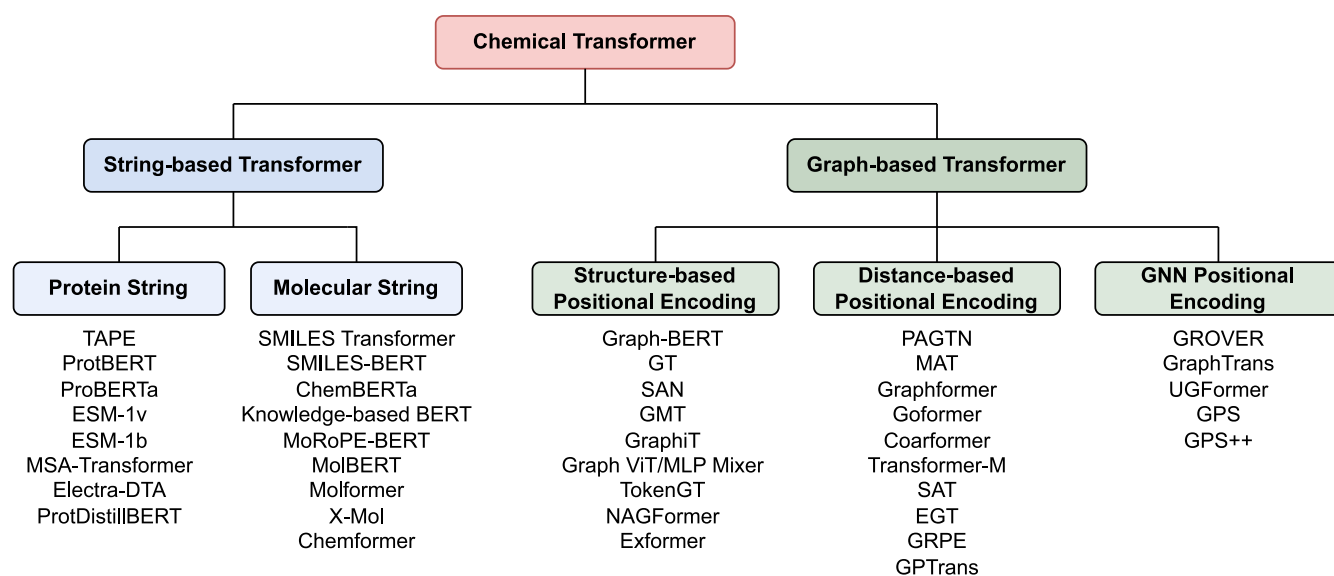 Chemical Transformer
String-based Transformer
Graph-based Transformer
Protein String
TAPE
ProtBERT
ProBERTa
ESM-1v
ESM-1b
MSA-Transformer
Electra-DTA
ProtDistillBERT
Molecular String
SMILES Transformer
SMILES-BERT
ChemBERTa
Knowledge-based BERT
MoRoPE-BERT
MolBERT
Molformer
X-Mol
Chemformer
Structure-based
Positional Encoding
Graph-BERT
GT
SAN
GMT
GraphiT
Graph ViT/MLP Mixer
TokenGT
NAGFormer
Exformer
Distance-based
Positional Encoding
PAGTN
MAT
Graphformer
Goformer
Coarformer
Transformer-M
SAT
EGT
GRPE
GPTrans
GNN Positional
Encoding
GROVER
GraphTrans
UGFormer
GPS
GPS++